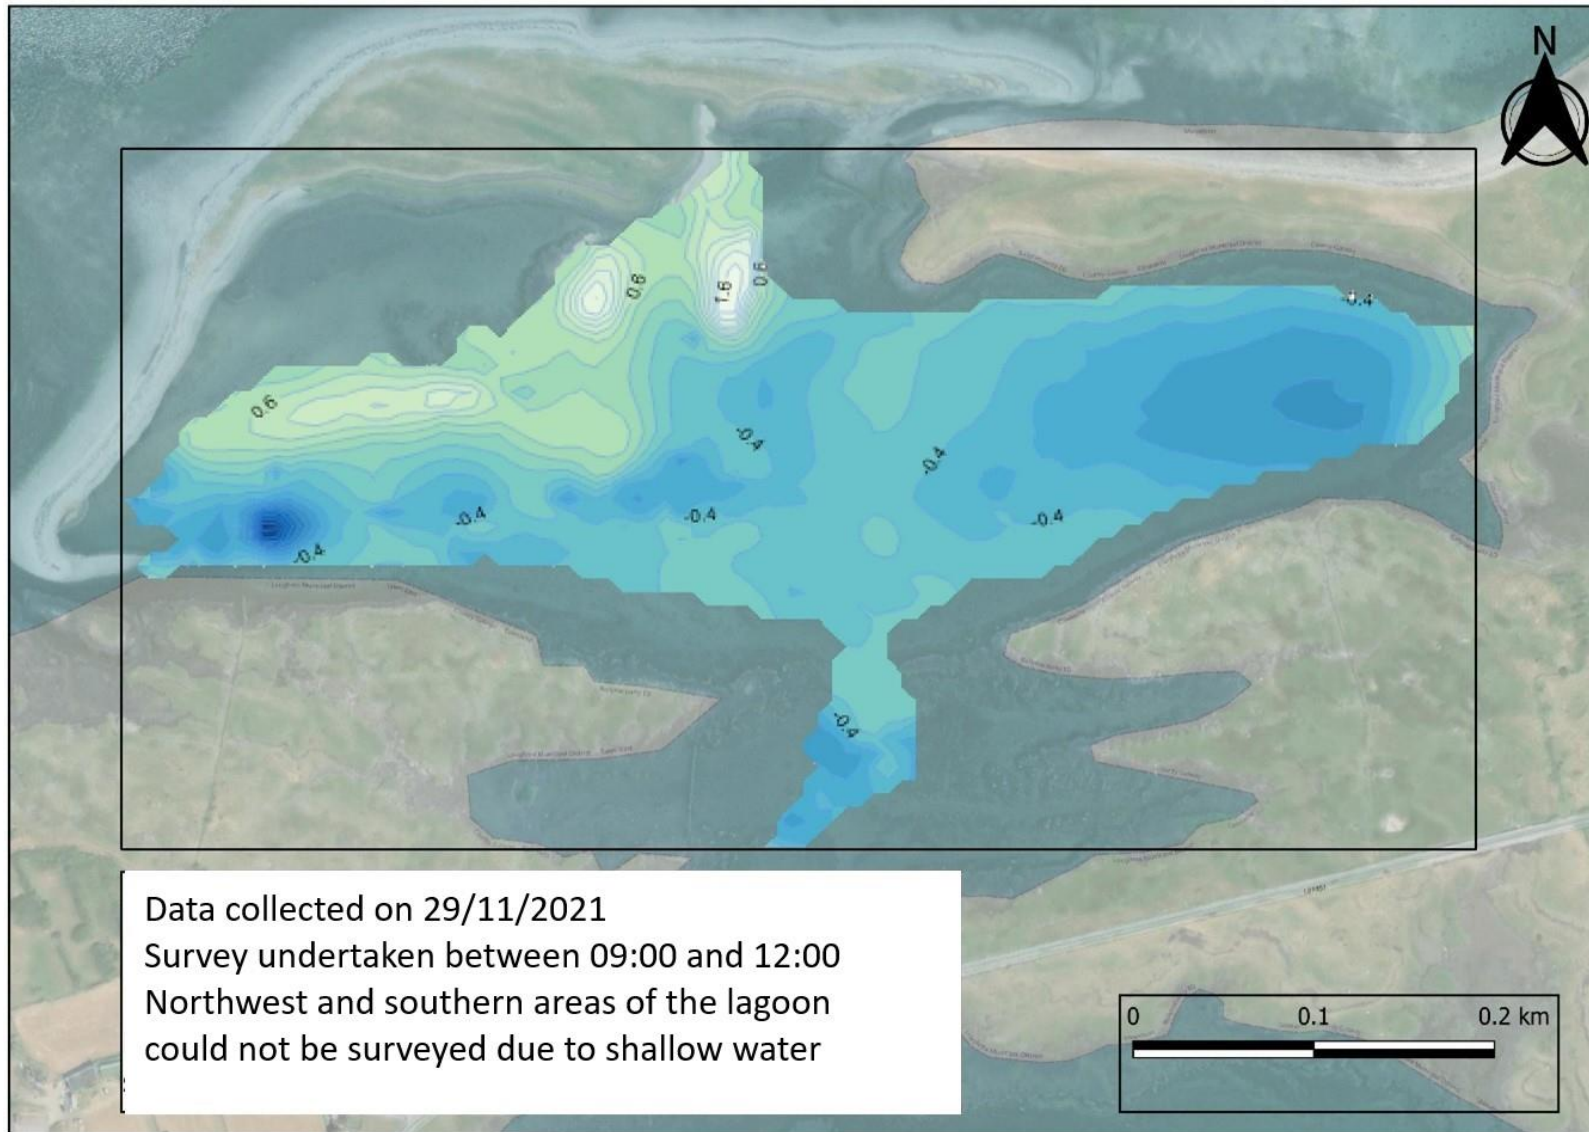 N
0.6
1.6
0.6
-0.4
0.6
-0.4
-0.4
-0.4
-0.4
-0.4
-0.4
-0.4
Data collected on 29/11/2021
Survey undertaken between 09:00 and 12:00
Northwest and southern areas of the lagoon
could not be surveyed due to shallow water
0 0.1 0.2 km